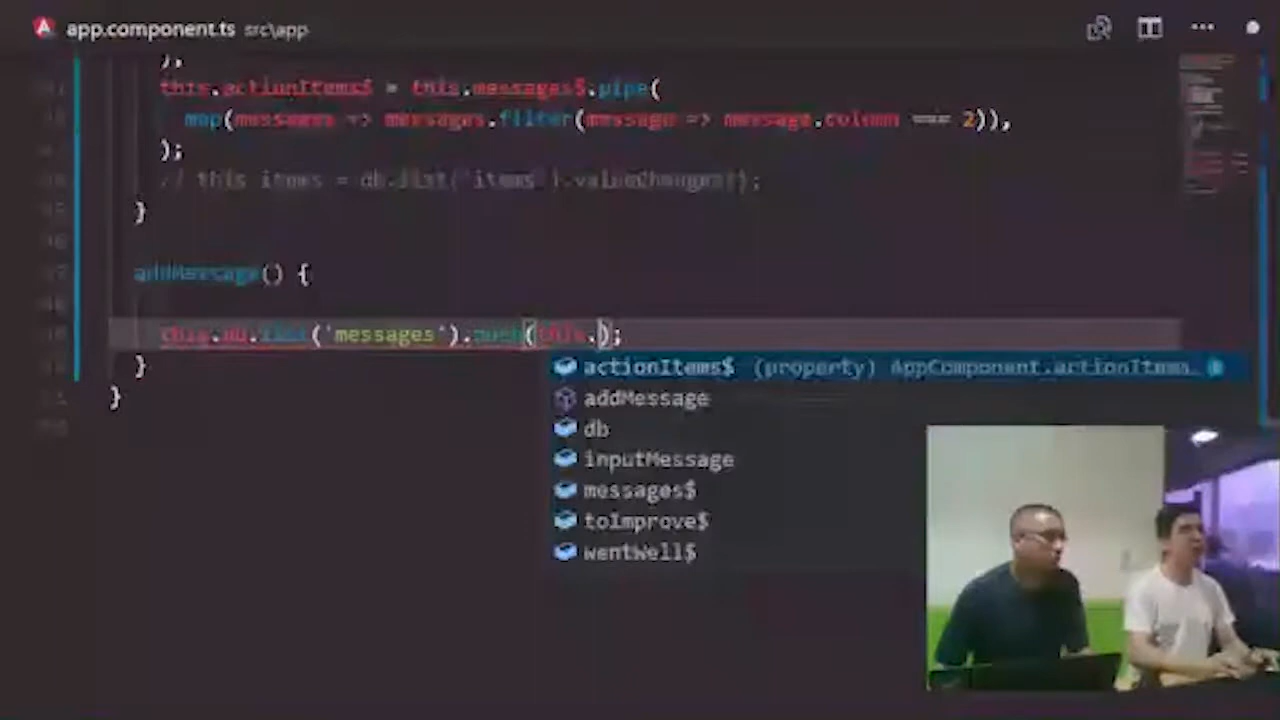 app.component.ts src\app
);
this.actionItems$ = this.messages$.pipe(
map(messages => messages.filter(message => message.column === 2)),
);
// this items = db.list('items').valueChanges();
}
addMessage() {
this.db.list('messages').push(this.);
}
}
actionItems$ (property) AppComponent.actionItems…
addMessage
db
inputMessage
messages$
toImprove$
wentWell$